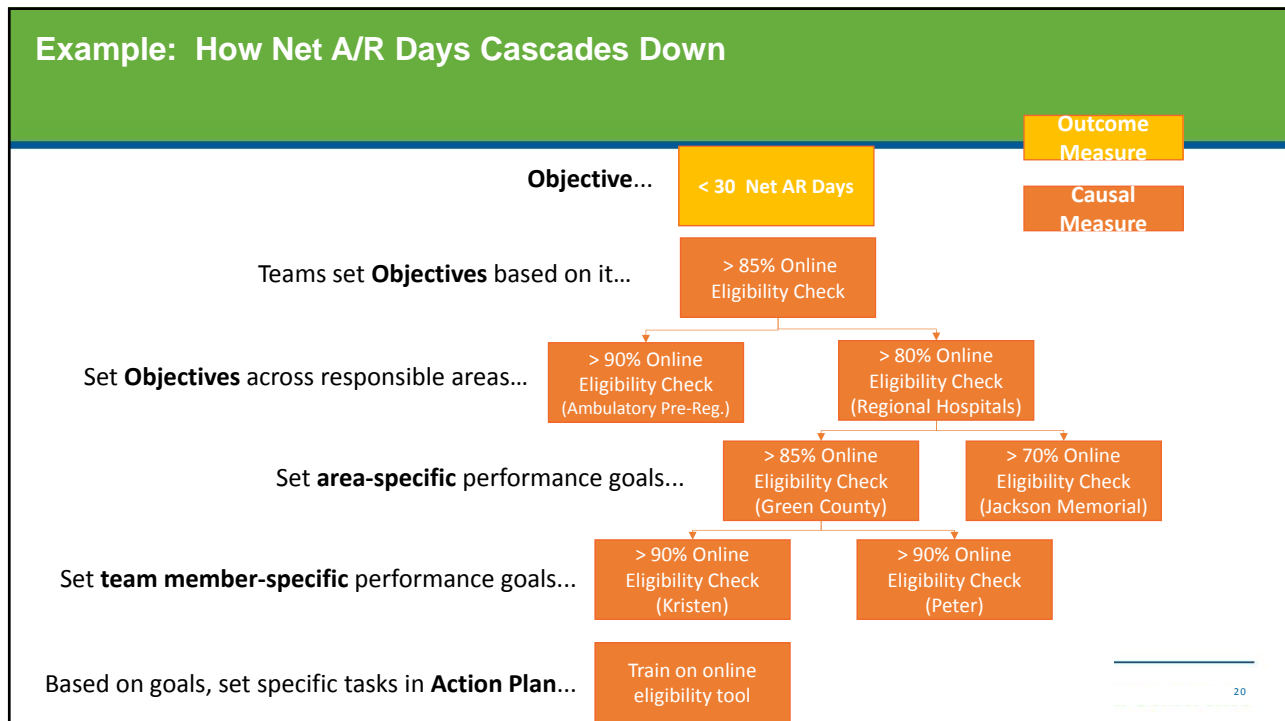 Example:  How Net A/R Days Cascades Down
Outcome
Measure
Objective...
< 30  Net AR Days
Causal
Measure
Teams set Objectives based on it…
> 85% Online
Eligibility Check
Set Objectives across responsible areas…
> 90% Online
Eligibility Check
(Ambulatory Pre-Reg.)
> 80% Online
Eligibility Check
(Regional Hospitals)
Set area-specific performance goals...
> 85% Online
Eligibility Check
(Green County)
> 70% Online
Eligibility Check
(Jackson Memorial)
Set team member-specific performance goals...
> 90% Online
Eligibility Check
(Kristen)
> 90% Online
Eligibility Check
(Peter)
Based on goals, set specific tasks in Action Plan...
Train on online
eligibility tool
20